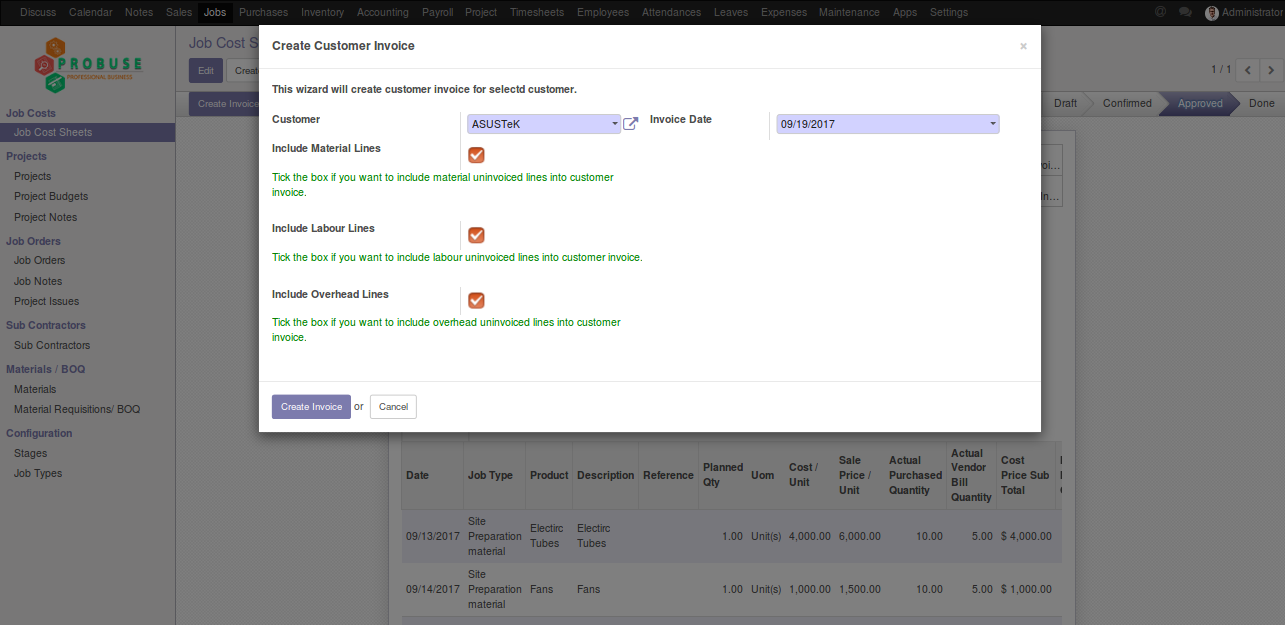 Discuss Calendar Notes Sales Jobs Purchases Inventory Accounting Payroll Project Timesheets Employees Attendances Leaves Expenses Maintenance Apps Settings @ Administrator
PROBUSE
PROFESSIONAL BUSINESS
Job Costs
Job Cost Sheets
Projects
Projects
Project Budgets
Project Notes
Job Orders
Job Orders
Job Notes
Project Issues
Sub Contractors
Sub Contractors
Materials / BOQ
Materials
Material Requisitions/ BOQ
Configuration
Stages
Job Types
Job Cost S
Edit Creat
1 / 1
Create Invoice
Draft Confirmed Approved Done
Create Customer Invoice ×
This wizard will create customer invoice for selectd customer.
Customer ASUSTeK Invoice Date 09/19/2017
Include Material Lines
Tick the box if you want to include material uninvoiced lines into customer
invoice.
Include Labour Lines
Tick the box if you want to include labour uninvoiced lines into customer invoice.
Include Overhead Lines
Tick the box if you want to include overhead uninvoiced lines into customer
invoice.
Create Invoice or Cancel
voi...
In...
Date Job Type Product Description Reference Planned Qty Uom Cost / Unit Sale Price / Unit Actual Purchased Quantity Actual Vendor Bill Quantity Cost Price Sub Total
09/13/2017 Site Preparation material Electirc Tubes Electirc Tubes 1.00 Unit(s) 4,000.00 6,000.00 10.00 5.00 $ 4,000.00
09/14/2017 Site Preparation material Fans Fans 1.00 Unit(s) 1,000.00 1,500.00 10.00 5.00 $ 1,000.00